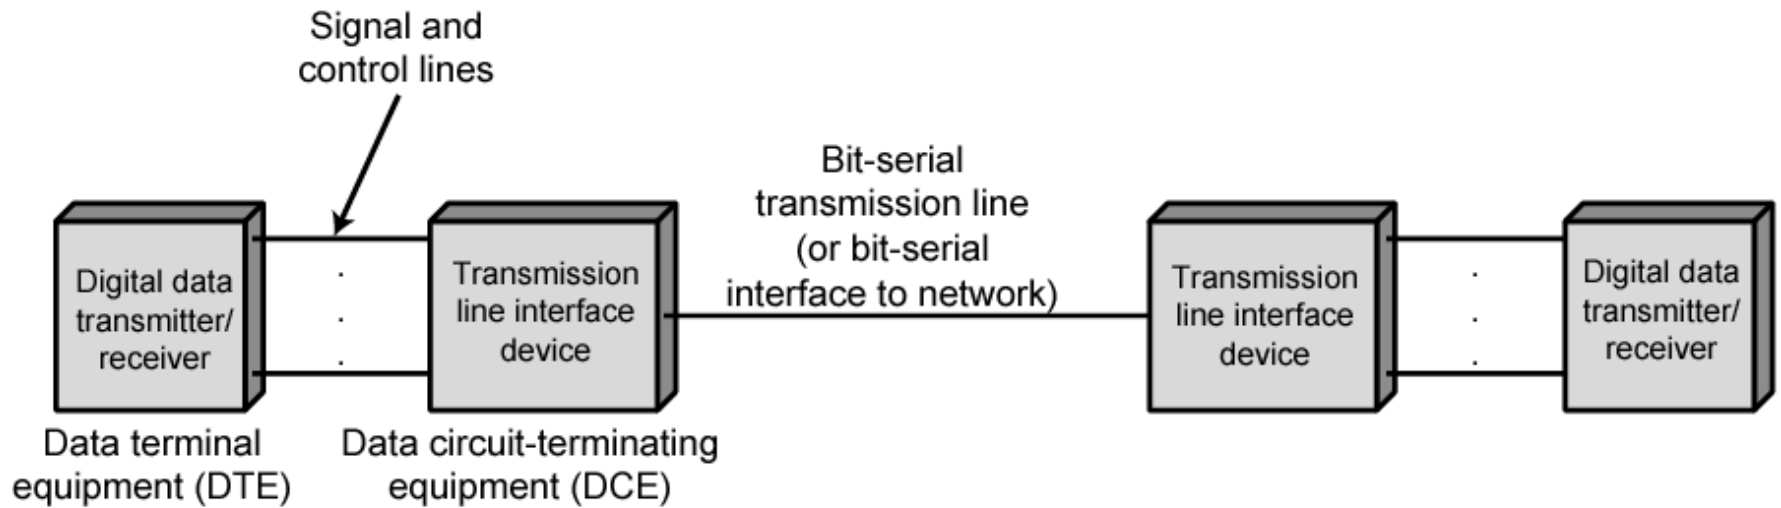 Signal and
control lines
Bit-serial
transmission line
(or bit-serial
interface to network)
Digital data
transmitter/
receiver
Transmission
line interface
device
Transmission
line interface
device
Digital data
transmitter/
receiver
Data terminal
equipment (DTE)
Data circuit-terminating
equipment (DCE)